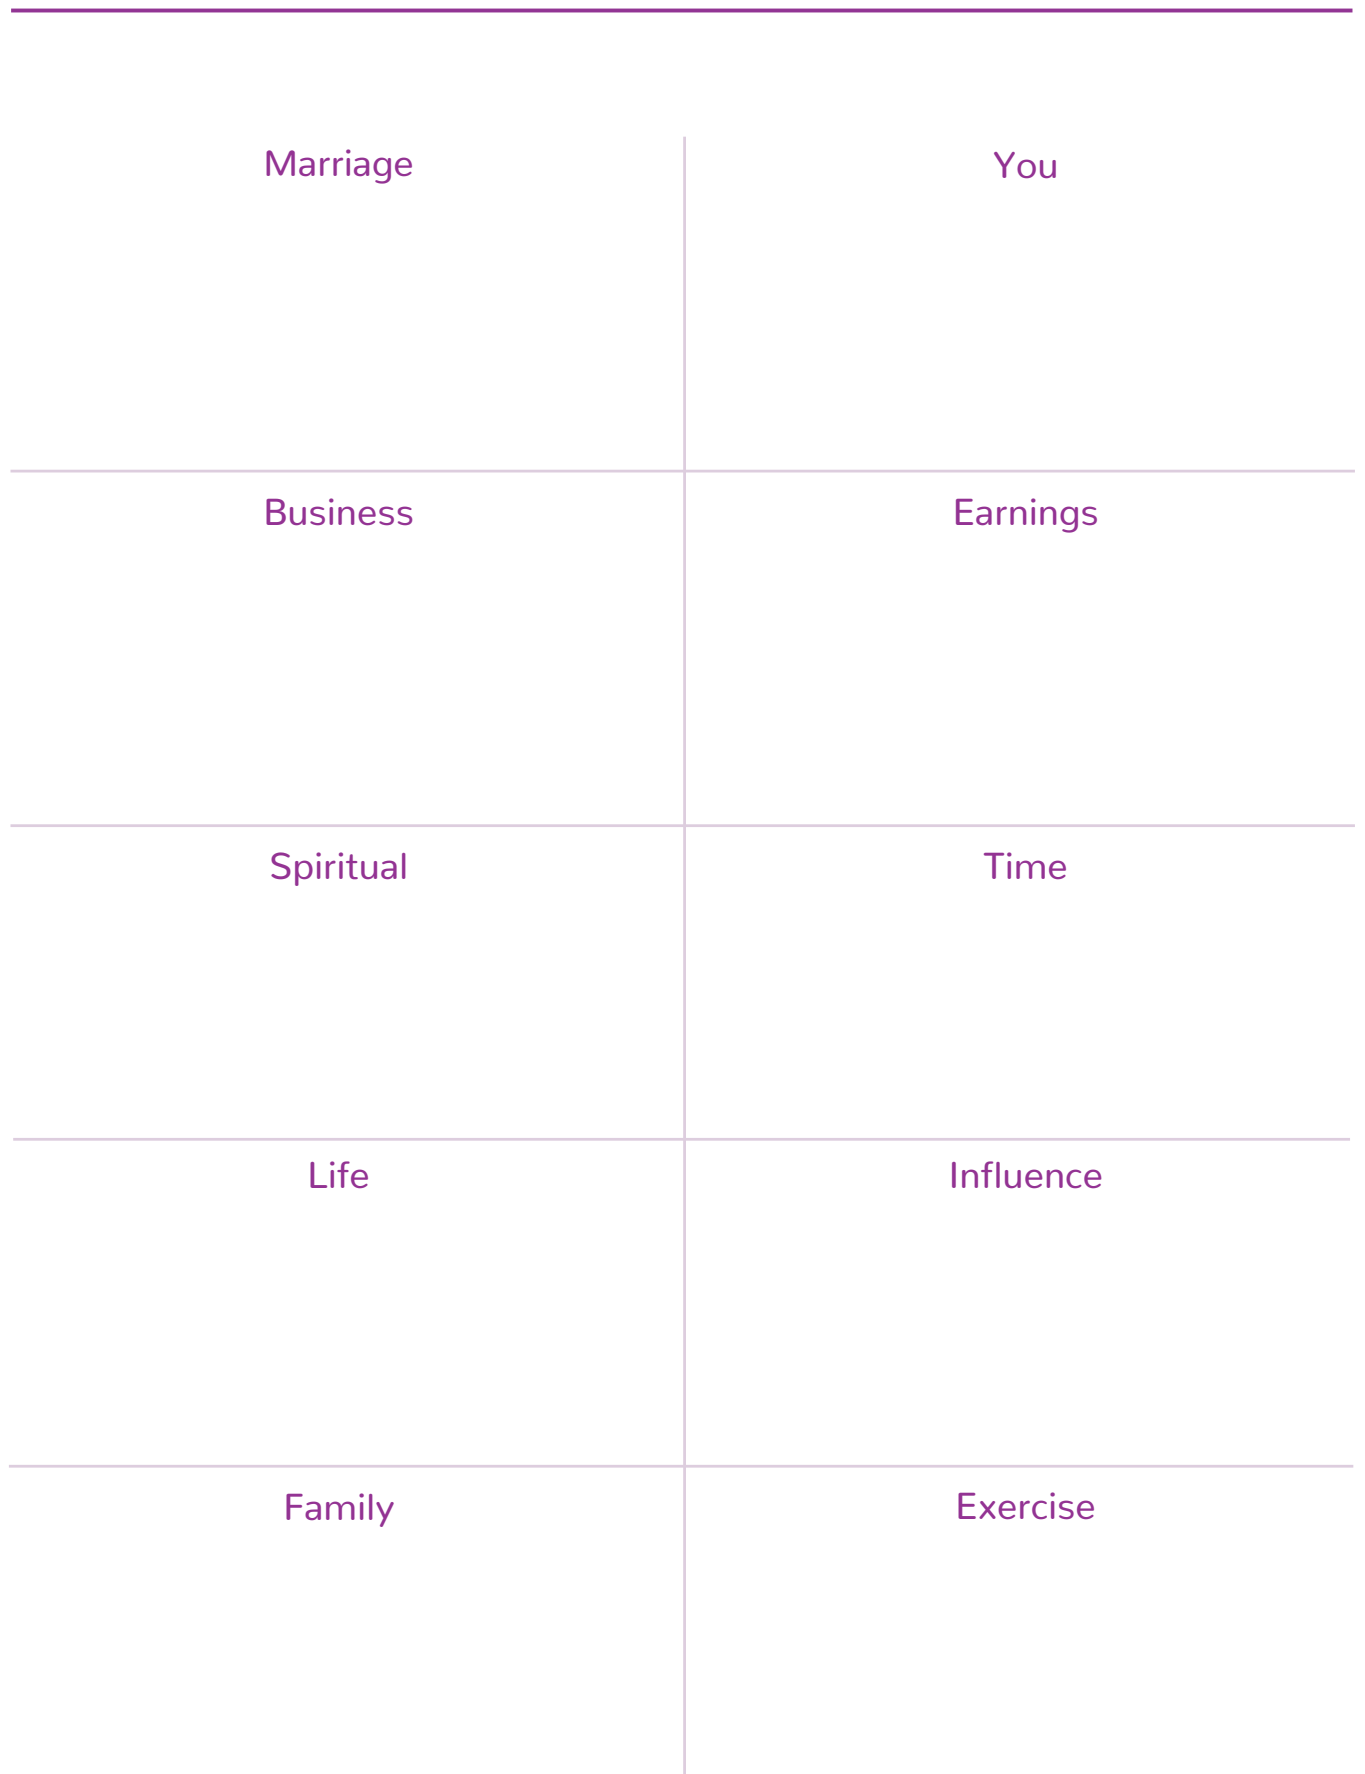 Marriage
You
Business
Earnings
Spiritual
Time
Life
Influence
Family
Exercise